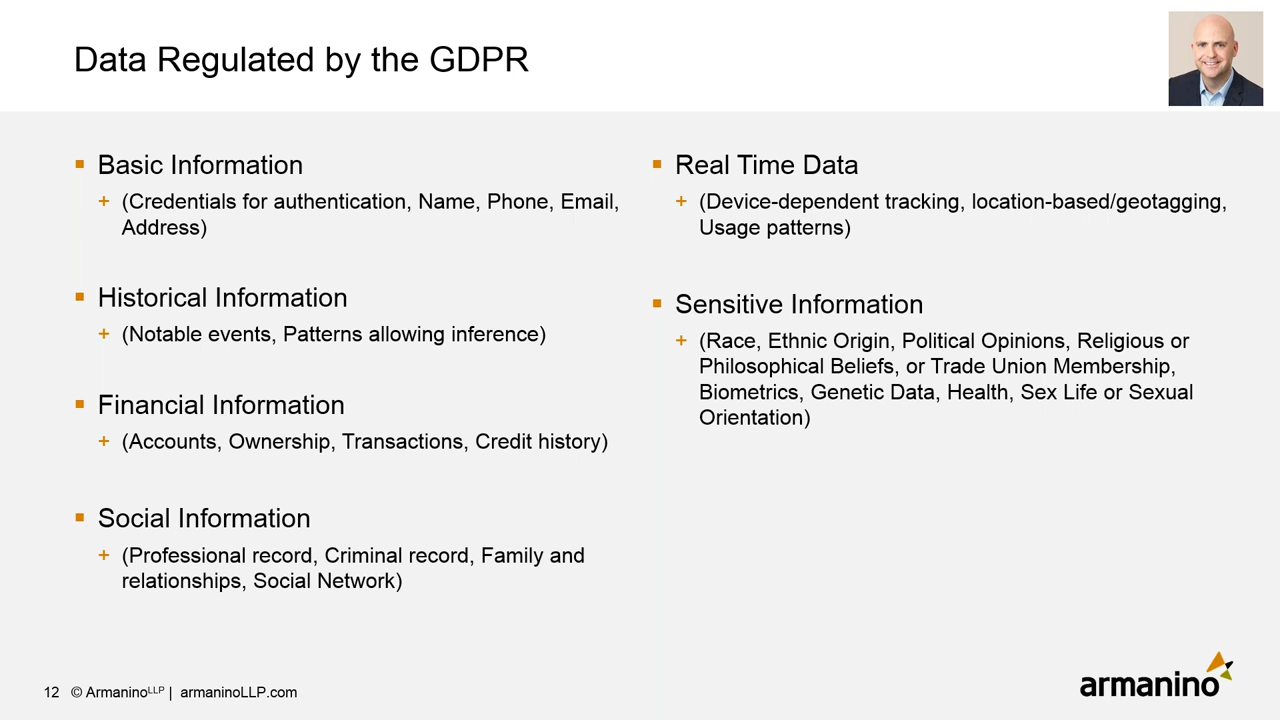 Data Regulated by the GDPR
▪ Basic Information
+ (Credentials for authentication, Name, Phone, Email,
Address)
▪ Historical Information
+ (Notable events, Patterns allowing inference)
▪ Financial Information
+ (Accounts, Ownership, Transactions, Credit history)
▪ Social Information
+ (Professional record, Criminal record, Family and
relationships, Social Network)
▪ Real Time Data
+ (Device-dependent tracking, location-based/geotagging,
Usage patterns)
▪ Sensitive Information
+ (Race, Ethnic Origin, Political Opinions, Religious or
Philosophical Beliefs, or Trade Union Membership,
Biometrics, Genetic Data, Health, Sex Life or Sexual
Orientation)
12 © ArmaninoLLP | armaninoLLP.com
armanino